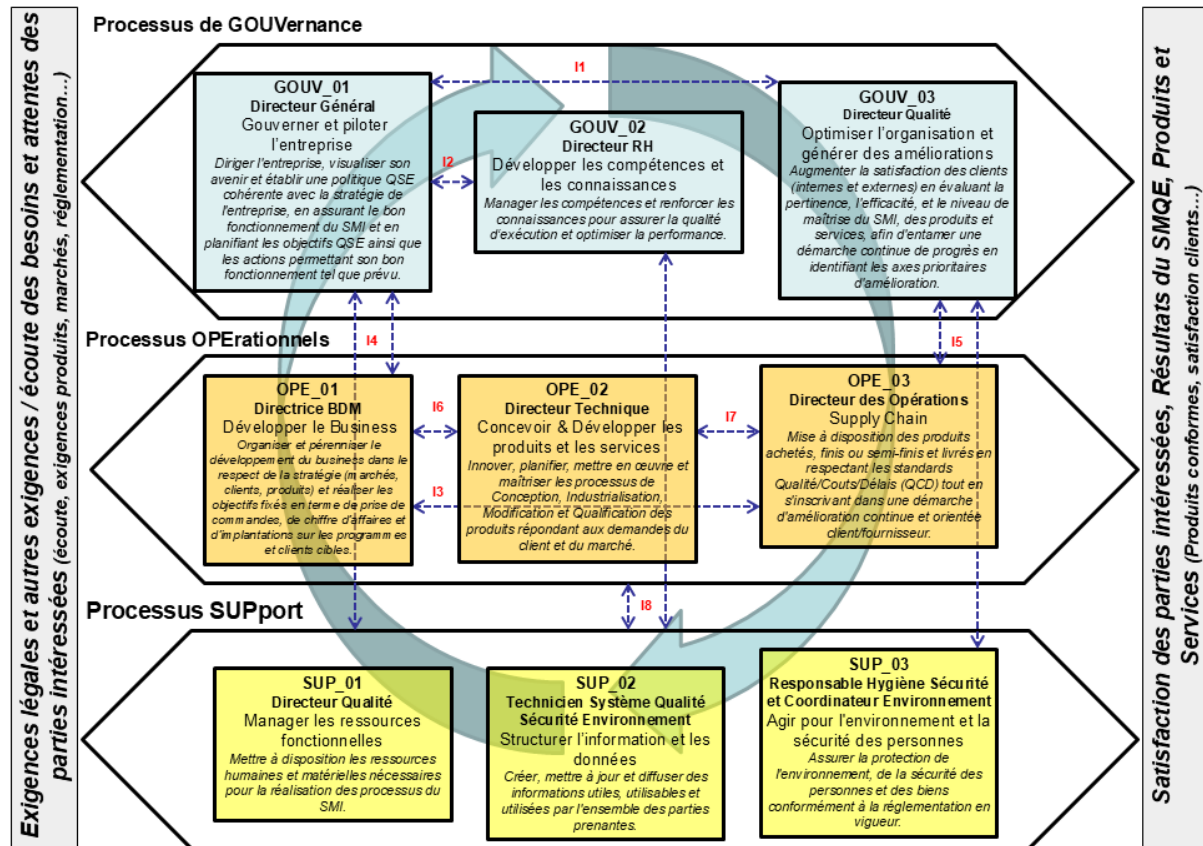 Exigences légales et autres exigences / écoute des besoins et attentes des
parties intéressées (écoute, exigences produits, marchés, réglementation...)
Processus de GOUVernance
I1
GOUV_01
Directeur Général
Gouverner et piloter
l'entreprise
Diriger l'entreprise, visualiser son
avenir et établir une politique QSE
cohérente avec la stratégie de
l'entreprise, en assurant le bon
fonctionnement du SMI et en
planifiant les objectifs QSE ainsi que
les actions permettant son bon
fonctionnement tel que prévu.
I2
GOUV_02
Directeur RH
Développer les compétences et
les connaissances
Manager les compétences et renforcer les
connaissances pour assurer la qualité
d'exécution et optimiser la performance.
GOUV_03
Directeur Qualité
Optimiser l'organisation et
générer des améliorations
Augmenter la satisfaction des clients
(internes et externes) en évaluant la
pertinence, l'efficacité, et le niveau de
maîtrise du SMI, des produits et
services, afin d'entamer une
démarche continue de progrès en
identifiant les axes prioritaires
d'amélioration.
Processus OPErationnels
I4
I5
OPE_01
Directrice BDM
Développer le Business
Organiser et pérenniser le
développement du business dans le
respect de la stratégie (marchés,
clients, produits) et réaliser les
objectifs fixés en terme de prise de
commandes, de chiffre d'affaires et
d'implantations sur les programmes
et clients cibles.
I6
I3
OPE_02
Directeur Technique
Concevoir & Développer les
produits et les services
Innover, planifier, mettre en œuvre et
maîtriser les processus de
Conception, Industrialisation,
Modification et Qualification des
produits répondant aux demandes du
client et du marché.
I7
OPE_03
Directeur des Opérations
Supply Chain
Mise à disposition des produits
achetés, finis ou semi-finis et livrés en
respectant les standards
Qualité/Couts/Délais (QCD) tout en
s'inscrivant dans une démarche
d'amélioration continue et orientée
client/fournisseur.
Processus SUPport
I8
SUP_01
Directeur Qualité
Manager les ressources
fonctionnelles
Mettre à disposition les ressources
humaines et matérielles nécessaires
pour la réalisation des processus du
SMI.
SUP_02
Technicien Système Qualité
Sécurité Environnement
Structurer l'information et les
données
Créer, mettre à jour et diffuser des
informations utiles, utilisables et
utilisées par l'ensemble des parties
prenantes.
SUP_03
Responsable Hygiène Sécurité
et Coordinateur Environnement
Agir pour l'environnement et la
sécurité des personnes
Assurer la protection de
l'environnement, de la sécurité des
personnes et des biens
conformément à la réglementation en
vigueur.
Satisfaction des parties intéressées, Résultats du SMQE, Produits et
Services (Produits conformes, satisfaction clients...)